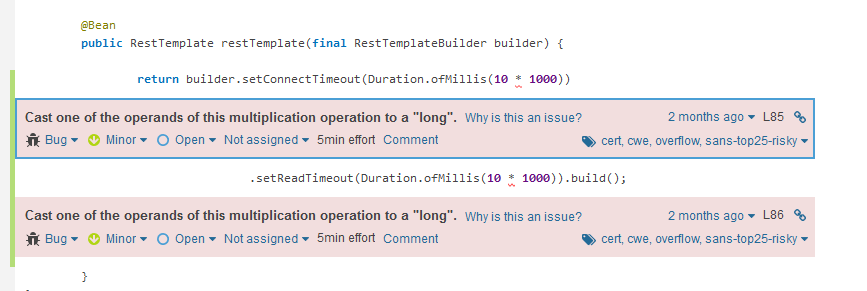 @Bean
public RestTemplate restTemplate(final RestTemplateBuilder builder) {
return builder.setConnectTimeout(Duration.ofMillis(10 * 1000))
Cast one of the operands of this multiplication operation to a "long". Why is this an issue? 2 months ago L85
Bug Minor Open Not assigned 5min effort Comment cert, cwe, overflow, sans-top25-risky
.setReadTimeout(Duration.ofMillis(10 * 1000)).build();
Cast one of the operands of this multiplication operation to a "long". Why is this an issue? 2 months ago L86
Bug Minor Open Not assigned 5min effort Comment cert, cwe, overflow, sans-top25-risky
}